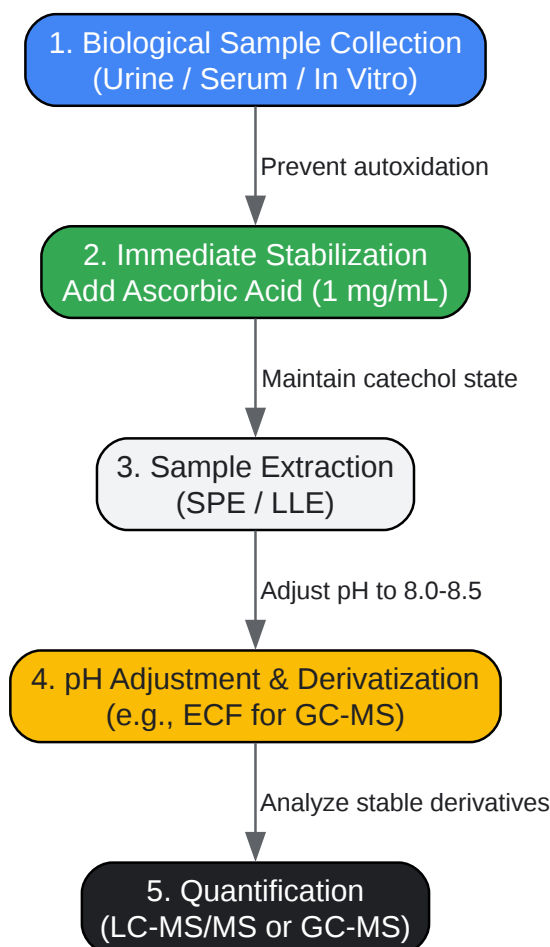 1. Biological Sample Collection
(Urine / Serum / In Vitro)
Prevent autoxidation
2. Immediate Stabilization
Add Ascorbic Acid (1 mg/mL)
Maintain catechol state
3. Sample Extraction
(SPE / LLE)
Adjust pH to 8.0-8.5
4. pH Adjustment & Derivatization
(e.g., ECF for GC-MS)
Analyze stable derivatives
5. Quantification
(LC-MS/MS or GC-MS)